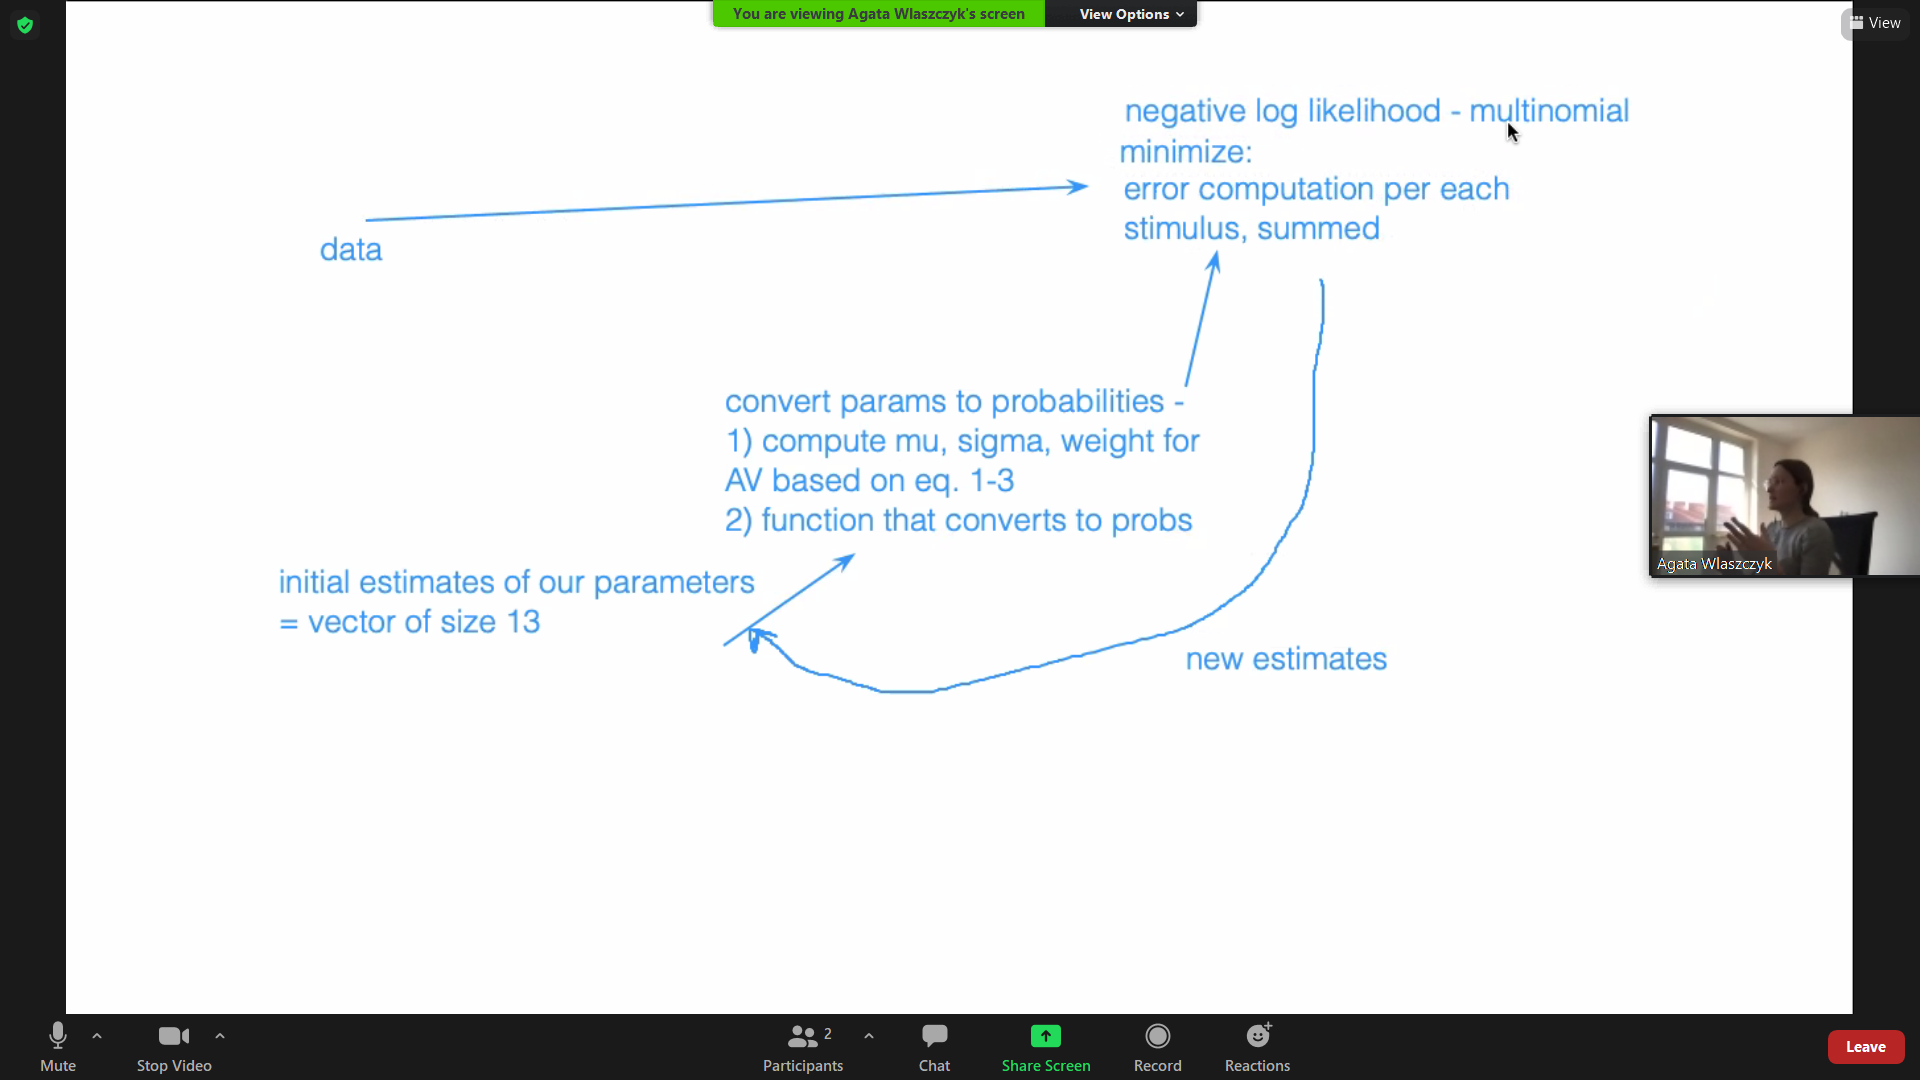 You are viewing Agata Wlaszczyk's screen
View Options
View
negative log likelihood - multinomial
minimize:
error computation per each
stimulus, summed
data
convert params to probabilities -
1) compute mu, sigma, weight for
AV based on eq. 1-3
2) function that converts to probs
Agata Wlaszczyk
initial estimates of our parameters
= vector of size 13
new estimates
Mute
Stop Video
2
Participants
Chat
Share Screen
Record
Reactions
Leave